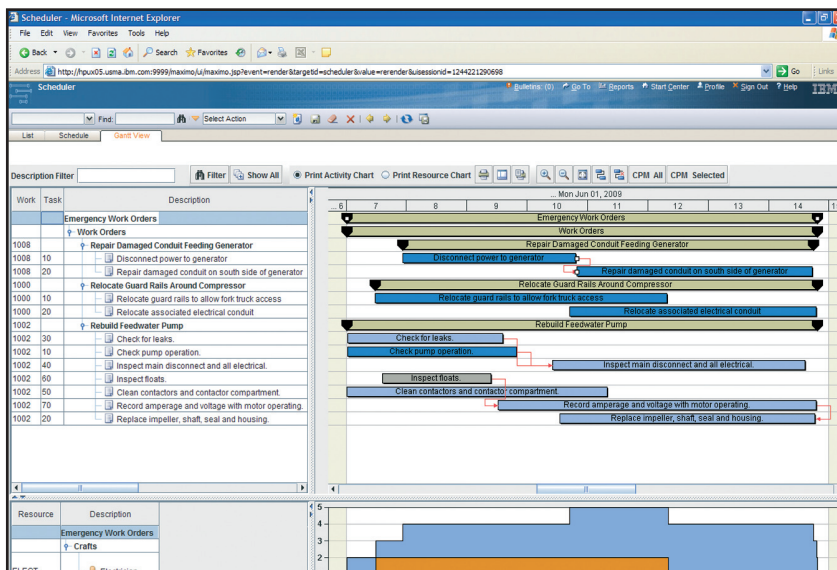 Scheduler - Microsoft Internet Explorer
File Edit View Favorites Tools Help
Back Search Favorites
Address http://hpux05.usma.ibm.com:9999/maximo/ui/maximo.jsp?event=render&targetid=scheduler&value=rerender&uisessionid=1244221290698 Go Links
Scheduler Bulletins: (0) Go To Reports Start Center Profile Sign Out ? Help IBM
Find: Select Action
List Schedule Gantt View
Description Filter Filter Show All Print Activity Chart Print Resource Chart CPM All CPM Selected
Work Task Description
... Mon Jun 01, 2009
... 6 7 8 9 10 11 12 13 14
Emergency Work Orders Emergency Work Orders
Work Orders Work Orders
1008 Repair Damaged Conduit Feeding Generator Repair Damaged Conduit Feeding Generator
1008 10 Disconnect power to generator Disconnect power to generator
1008 20 Repair damaged conduit on south side of generator Repair damaged conduit on south side of generator
1000 Relocate Guard Rails Around Compressor Relocate Guard Rails Around Compressor
1000 10 Relocate guard rails to allow fork truck access Relocate guard rails to allow fork truck access
1000 20 Relocate associated electrical conduit Relocate associated electrical conduit
1002 Rebuild Feedwater Pump Rebuild Feedwater Pump
1002 30 Check for leaks. Check for leaks.
1002 10 Check pump operation. Check pump operation.
1002 40 Inspect main disconnect and all electrical. Inspect main disconnect and all electrical.
1002 60 Inspect floats. Inspect floats.
1002 50 Clean contactors and contactor compartment. Clean contactors and contactor compartment.
1002 70 Record amperage and voltage with motor operating. Record amperage and voltage with motor operating.
1002 20 Replace impeller, shaft, seal and housing. Replace impeller, shaft, seal and housing.
Resource Description
Emergency Work Orders
Crafts
5
4
3
2